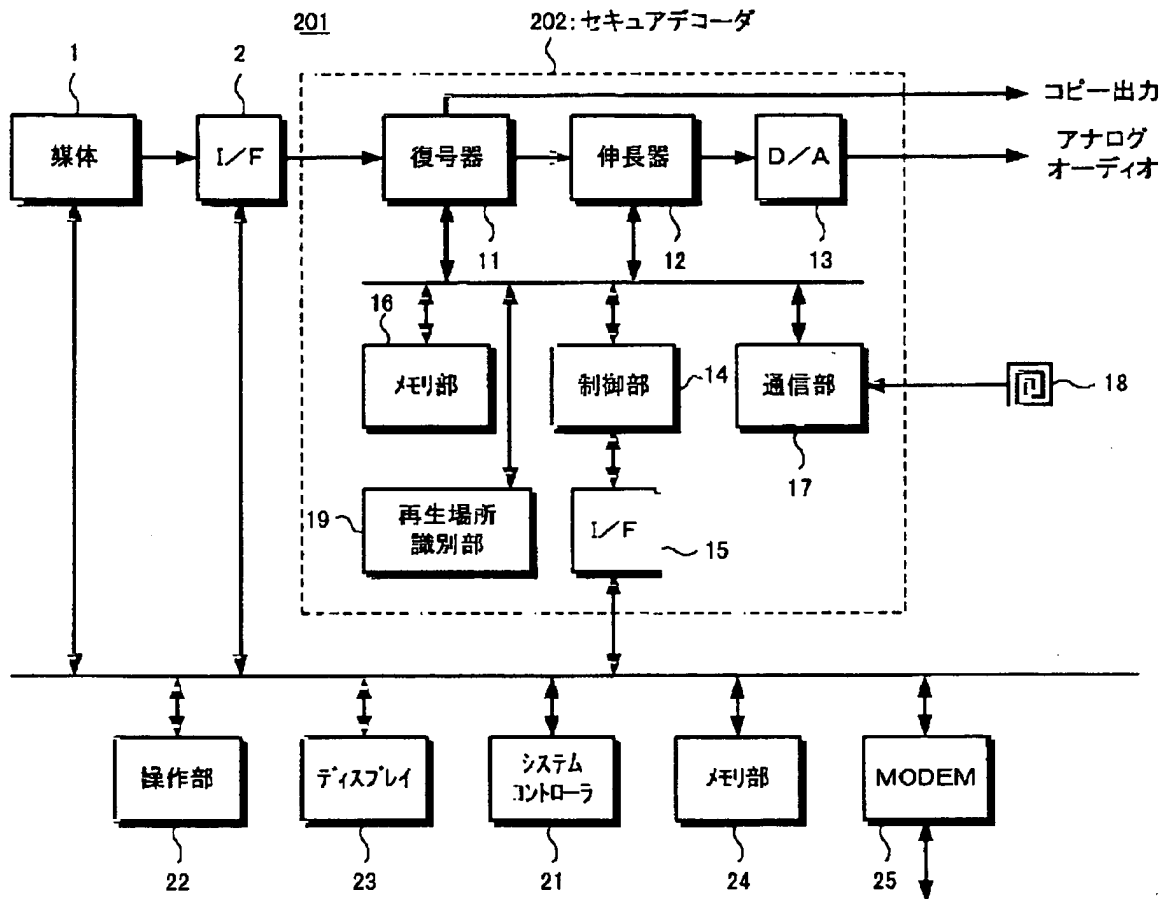 201
202:セキュアデコーダ
1
2
コピー出力
媒体
I/F
復号器
伸長器
D/A
アナログ
オーディオ
11
12
13
16
メモリ部
制御部
14
通信部
18
17
19
再生場所
識別部
I/F
15
操作部
ディスプレイ
システム
コントローラ
メモリ部
MODEM
22
23
21
24
25